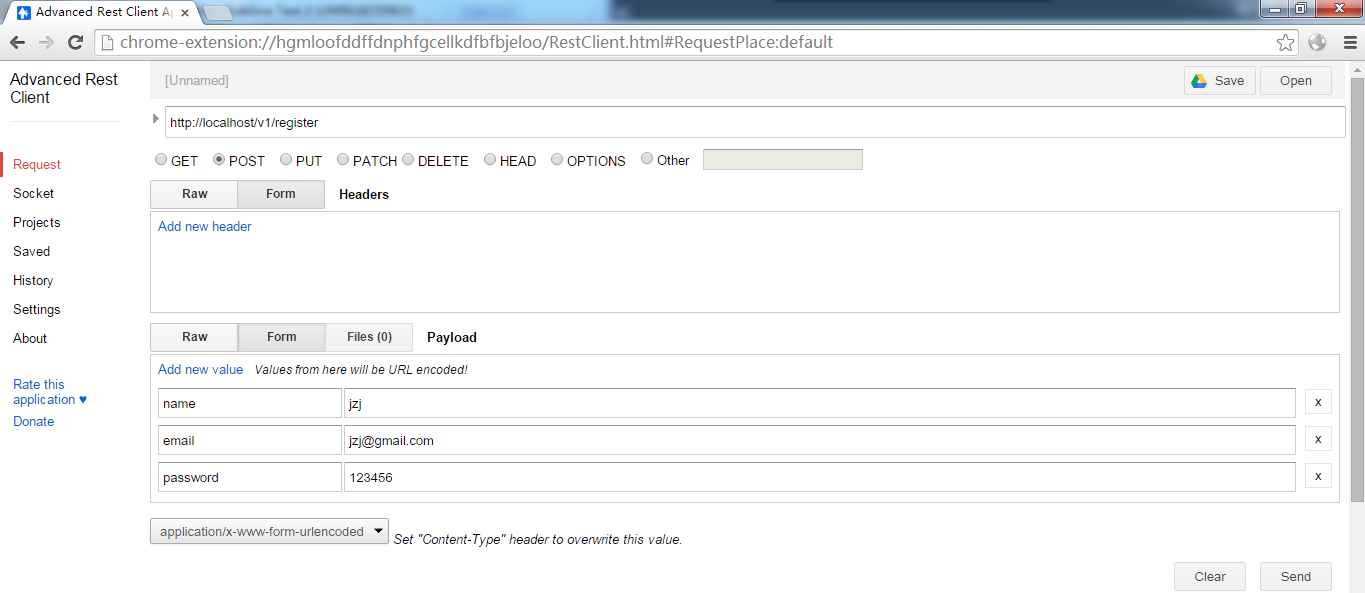 Advanced Rest Client Ap
chrome-extension://hgmloofddffdnphfgcellkdfbfbjeloo/RestClient.html#RequestPlace:default
Advanced Rest
Client
[Unnamed]
Save
Open
http://localhost/v1/register
GET POST PUT PATCH DELETE HEAD OPTIONS Other
Request
Socket
Projects
Saved
History
Settings
About
Rate this
application ♥
Donate
Raw Form Headers
Add new header
Raw Form Files (0) Payload
Add new value Values from here will be URL encoded!
name jzj x
email jzj@gmail.com x
password 123456 x
application/x-www-form-urlencoded Set "Content-Type" header to overwrite this value.
Clear Send